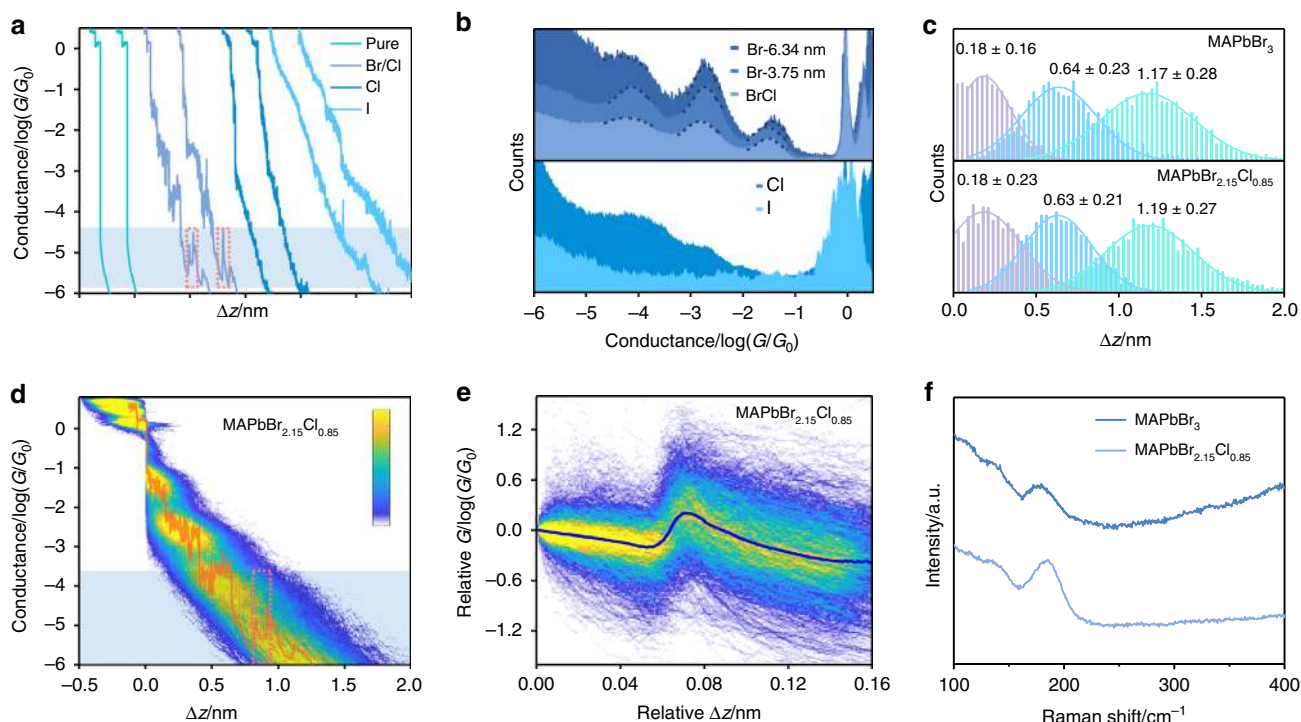 a
Conductance/log(G/G0)
0
−1
−2
−3
−4
−5
−6
Pure
Br/Cl
Cl
I
Δz/nm
b
Counts
Br-6.34 nm
Br-3.75 nm
BrCl
Cl
I
−6 −5 −4 −3 −2 −1 0
Conductance/log(G/G0)
c
Counts
MAPbBr3
0.18 ± 0.16
0.64 ± 0.23
1.17 ± 0.28
MAPbBr2.15Cl0.85
0.18 ± 0.23
0.63 ± 0.21
1.19 ± 0.27
0.0 0.5 1.0 1.5 2.0
Δz/nm
d
Conductance/log(G/G0)
0
−1
−2
−3
−4
−5
−6
MAPbBr2.15Cl0.85
−0.5 0.0 0.5 1.0 1.5 2.0
Δz/nm
e
Relative G/log(G/G0)
1.2
0.6
0.0
−0.6
−1.2
MAPbBr2.15Cl0.85
0.00 0.04 0.08 0.12 0.16
Relative Δz/nm
f
Intensity/a.u.
MAPbBr3
MAPbBr2.15Cl0.85
100 200 300 400
Raman shift/cm−1